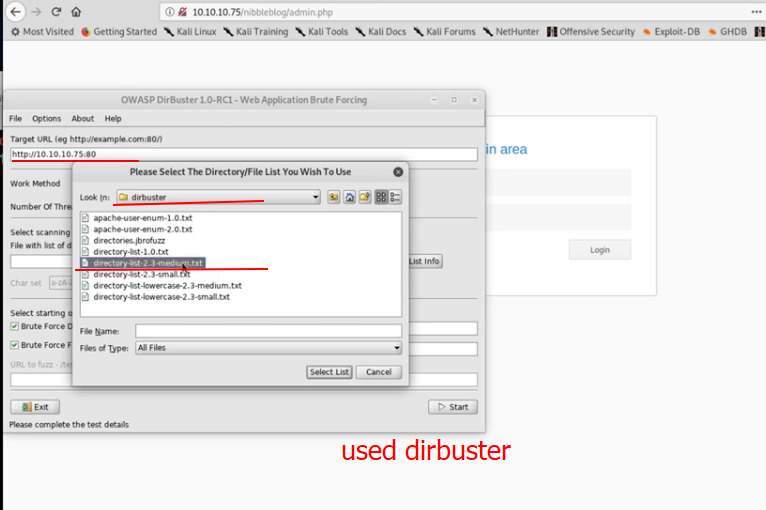 10.10.10.75/nibbleblog/admin.php
Most Visited Getting Started Kali Linux Kali Training Kali Tools Kali Docs Kali Forums NetHunter Offensive Security Exploit-DB GHDB
OWASP DirBuster 1.0-RC1 - Web Application Brute Forcing
File Options About Help
Target URL (eg http://example.com:80/)
http://10.10.10.75:80
in area
Please Select The Directory/File List You Wish To Use
Work Method
Look In: dirbuster
Number Of Threa
apache-user-enum-1.0.txt
apache-user-enum-2.0.txt
directories.jbrofuzz
directory-list-1.0.txt
directory-list-2.3-medium.txt
directory-list-2.3-small.txt
directory-list-lowercase-2.3-medium.txt
directory-list-lowercase-2.3-small.txt
Select scanning
File with list of d
List Info
Login
Char set a-zA-
Select starting o
Brute Force D
Brute Force F
File Name:
Files of Type: All Files
URL to fuzz - /te
Select List Cancel
Exit Start
Please complete the test details
used dirbuster